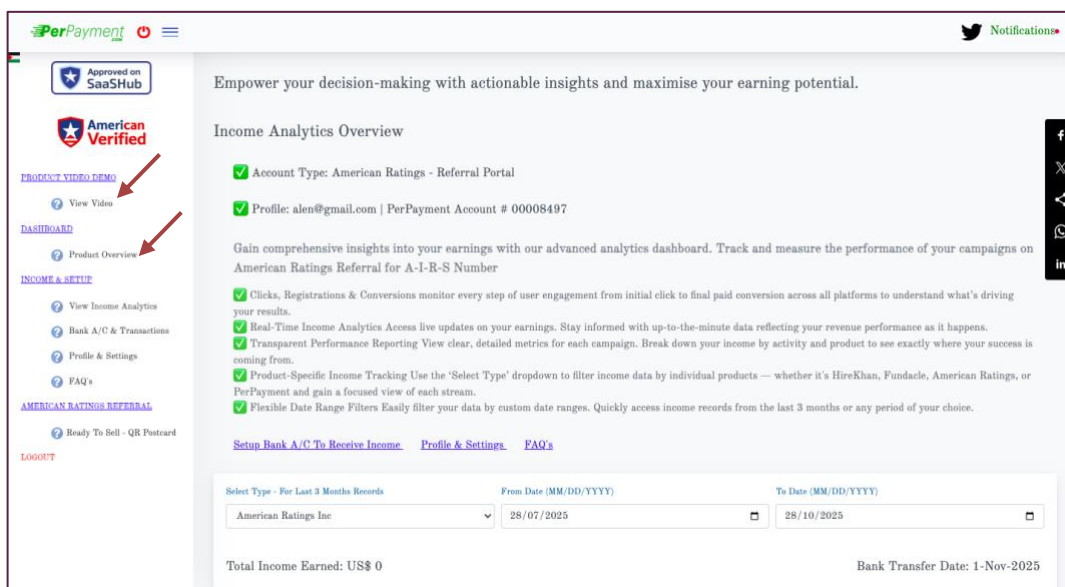 PerPayment
.COM
Notifications
Approved on
SaaSHub
American
Verified
PRODUCT VIDEO DEMO
View Video
DASHBOARD
Product Overview
INCOME & SETUP
View Income Analytics
Bank A/C & Transactions
Profile & Settings
FAQ's
AMERICAN RATINGS REFERRAL
Ready To Sell - QR Postcard
LOGOUT
Empower your decision-making with actionable insights and maximise your earning potential.
Income Analytics Overview
Account Type: American Ratings - Referral Portal
Profile: alen@gmail.com | PerPayment Account # 00008497
Gain comprehensive insights into your earnings with our advanced analytics dashboard. Track and measure the performance of your campaigns on
American Ratings Referral for A-I-R-S Number
Clicks, Registrations & Conversions monitor every step of user engagement from initial click to final paid conversion across all platforms to understand what's driving
your results.
Real-Time Income Analytics Access live updates on your earnings. Stay informed with up-to-the-minute data reflecting your revenue performance as it happens.
Transparent Performance Reporting View clear, detailed metrics for each campaign. Break down your income by activity and product to see exactly where your success is
coming from.
Product-Specific Income Tracking Use the 'Select Type' dropdown to filter income data by individual products — whether it's HireKhan, Fundacle, American Ratings, or
PerPayment and gain a focused view of each stream.
Flexible Date Range Filters Easily filter your data by custom date ranges. Quickly access income records from the last 3 months or any period of your choice.
Setup Bank A/C To Receive Income Profile & Settings FAQ's
Select Type - For Last 3 Months Records From Date (MM/DD/YYYY) To Date (MM/DD/YYYY)
American Ratings Inc 28/07/2025 28/10/2025
Total Income Earned: US$ 0 Bank Transfer Date: 1-Nov-2025